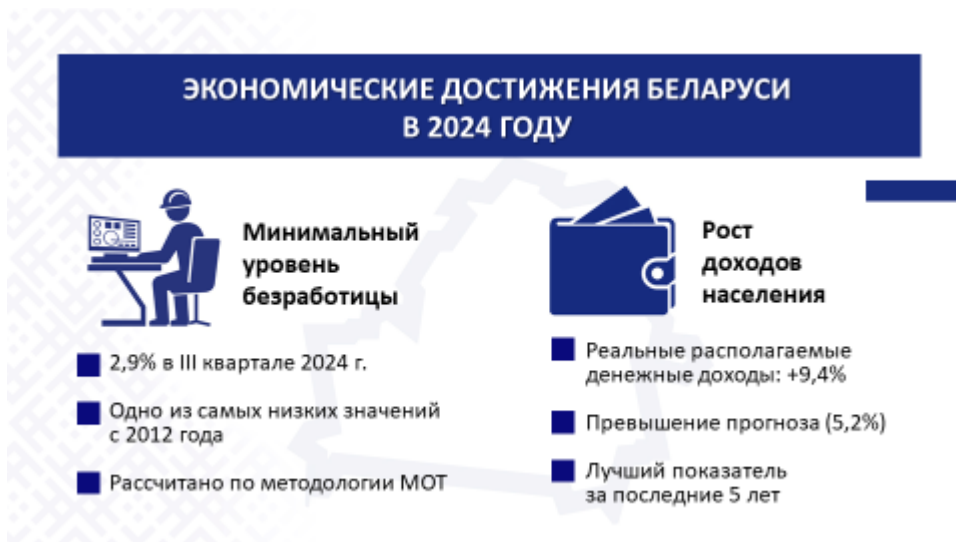 ЭКОНОМИЧЕСКИЕ ДОСТИЖЕНИЯ БЕЛАРУСИ
В 2024 ГОДУ
Минимальный
уровень
безработицы
2,9% в III квартале 2024 г.
Одно из самых низких значений
с 2012 года
Рассчитано по методологии МОТ
Рост
доходов
населения
Реальные располагаемые
денежные доходы: +9,4%
Превышение прогноза (5,2%)
Лучший показатель
за последние 5 лет